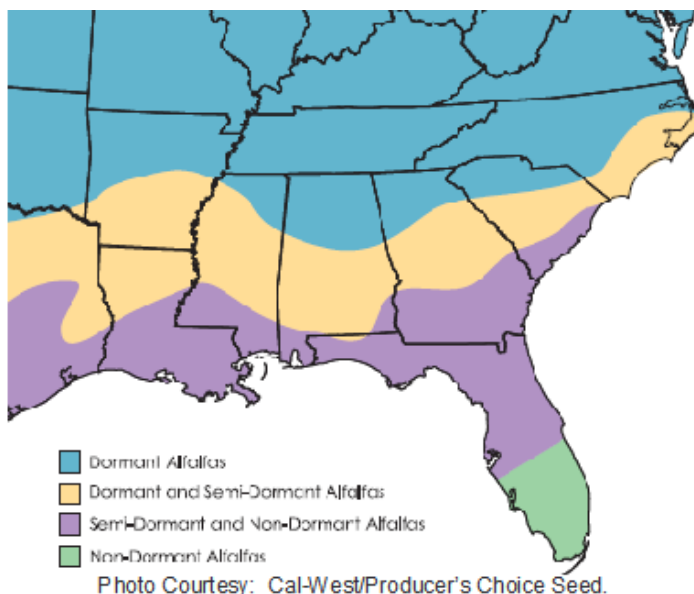 Dormant Alfalfas
Dormant and Semi-Dormant Alfalfas
Semi-Dormant and Non-Dormant Alfalfas
Non-Dormant Alfalfas
Photo Courtesy: Cal-West/Producer's Choice Seed.